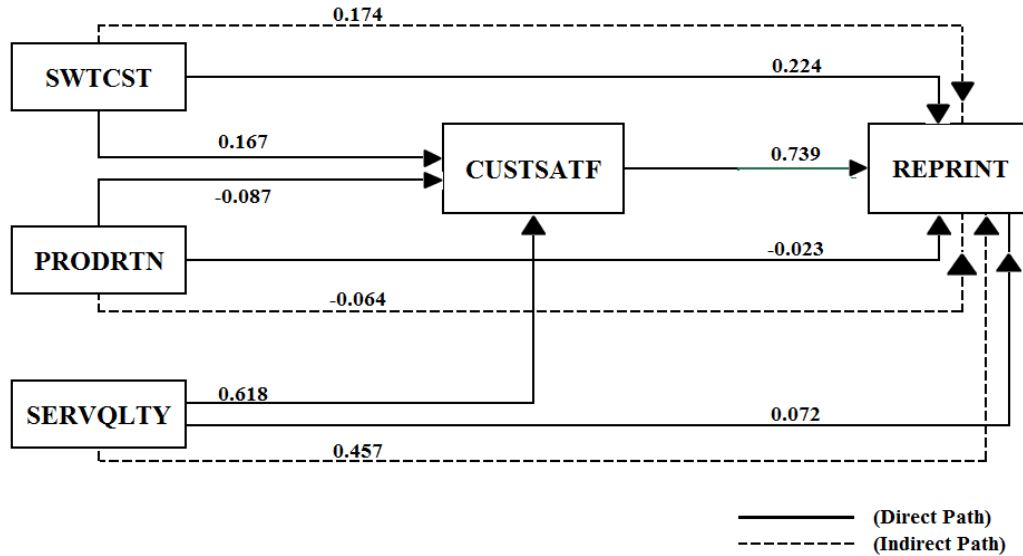 0.174
SWTCST
0.224
0.167
CUSTSATF
0.739
REPRINT
-0.087
PRODRTN
-0.023
-0.064
SERVQLTY
0.618
0.072
0.457
(Direct Path)
(Indirect Path)